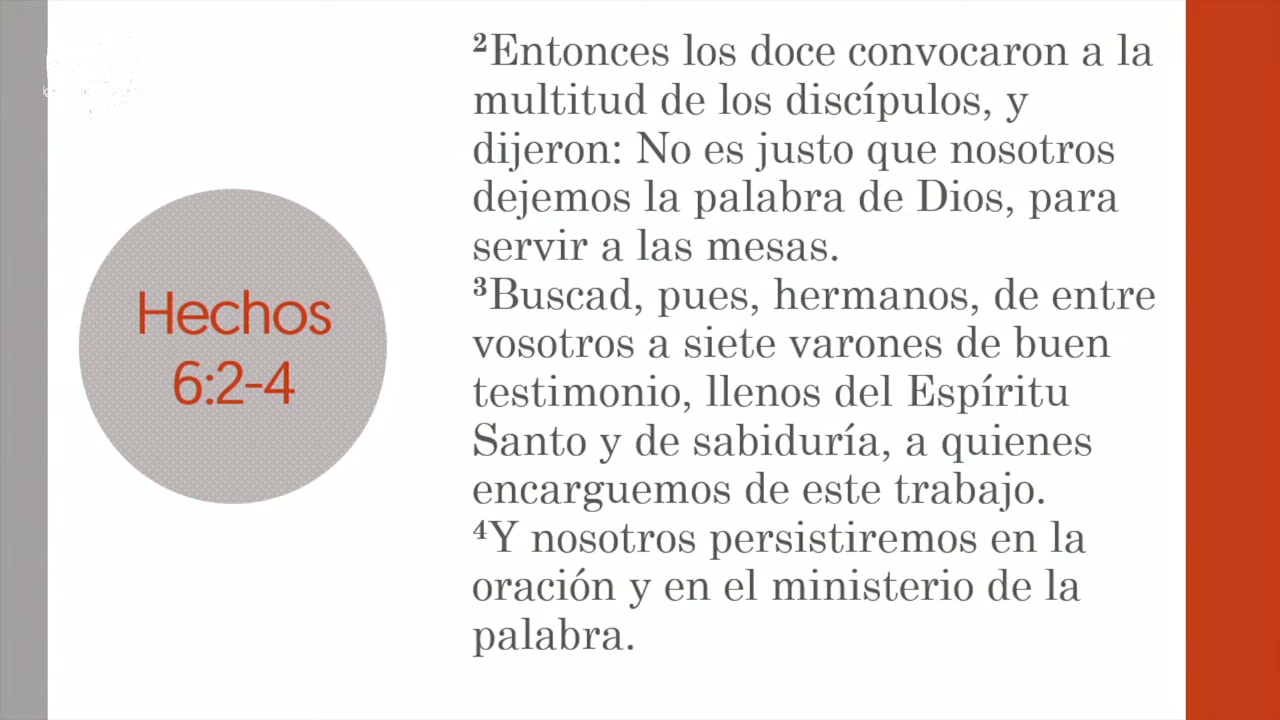 Hechos
6:2-4
²Entonces los doce convocaron a la
multitud de los discípulos, y
dijeron: No es justo que nosotros
dejemos la palabra de Dios, para
servir a las mesas.
³Buscad, pues, hermanos, de entre
vosotros a siete varones de buen
testimonio, llenos del Espíritu
Santo y de sabiduría, a quienes
encarguemos de este trabajo.
⁴Y nosotros persistiremos en la
oración y en el ministerio de la
palabra.